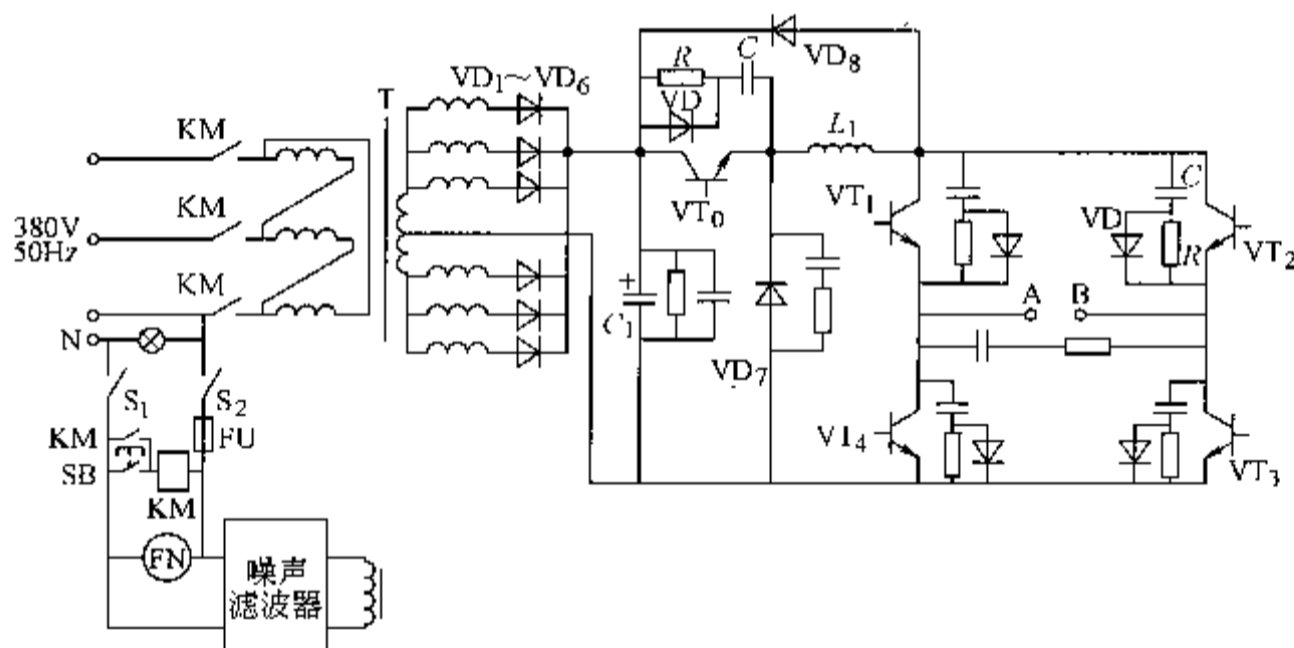 KM
KM
KM
380V
50Hz
N
S1
S2
KM
SB
FU
KM
FN
噪声
滤波器
T
VD1～VD6
R
C
VD
VD8
L1
VT0
+
C1
VD7
VT1
C
VD
R
VT2
A
B
VT4
VT3